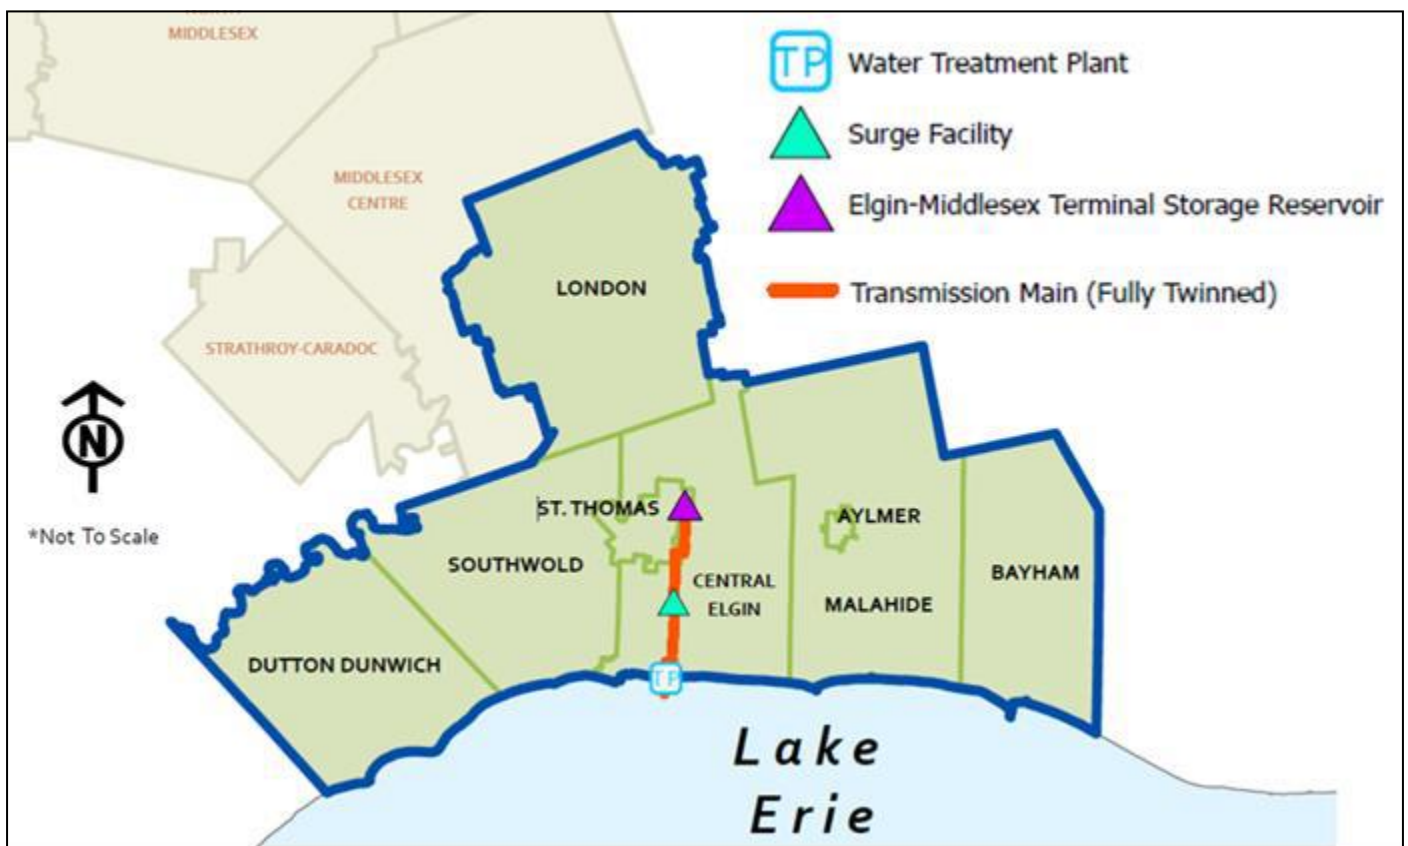 MIDDLESEX
TP Water Treatment Plant
Surge Facility
Elgin-Middlesex Terminal Storage Reservoir
Transmission Main (Fully Twinned)
MIDDLESEX
CENTRE
LONDON
STRATHROY-CARADOC
N
*Not To Scale
ST. THOMAS
AYLMER
SOUTHWOLD
CENTRAL
ELGIN
BAYHAM
MALAHIDE
DUTTON DUNWICH
TP
Lake
Erie